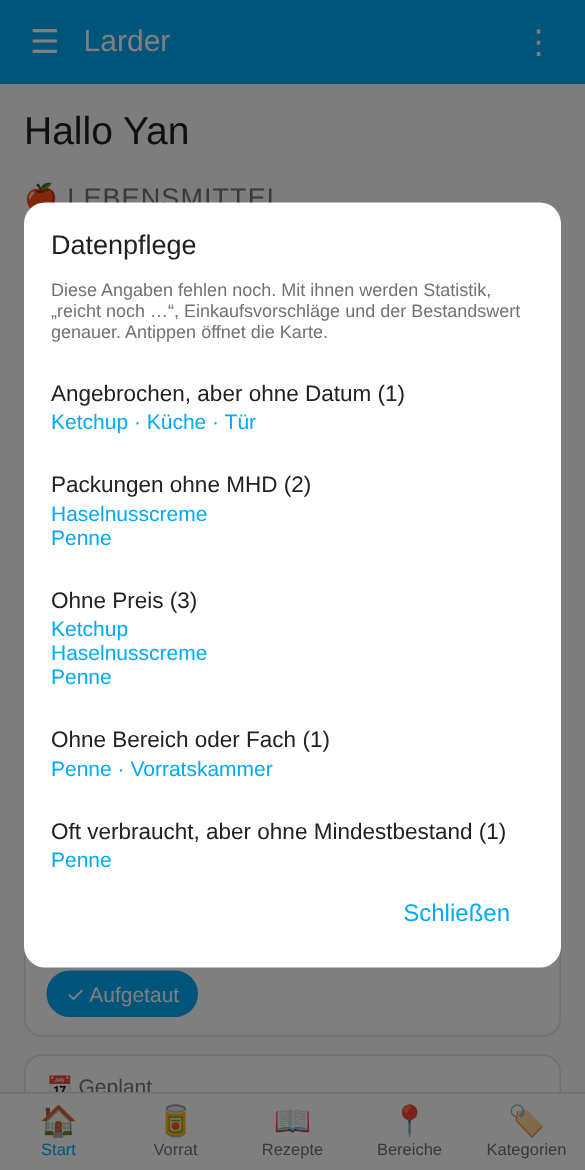 Larder
Hallo Yan
LEBENSMITTEL
Datenpflege
Diese Angaben fehlen noch. Mit ihnen werden Statistik,
„reicht noch …“, Einkaufsvorschläge und der Bestandswert
genauer. Antippen öffnet die Karte.
Angebrochen, aber ohne Datum (1)
Ketchup · Küche · Tür
Packungen ohne MHD (2)
Haselnusscreme
Penne
Ohne Preis (3)
Ketchup
Haselnusscreme
Penne
Ohne Bereich oder Fach (1)
Penne · Vorratskammer
Oft verbraucht, aber ohne Mindestbestand (1)
Penne
Schließen
✓ Aufgetaut
Geplant
Start
Vorrat
Rezepte
Bereiche
Kategorien